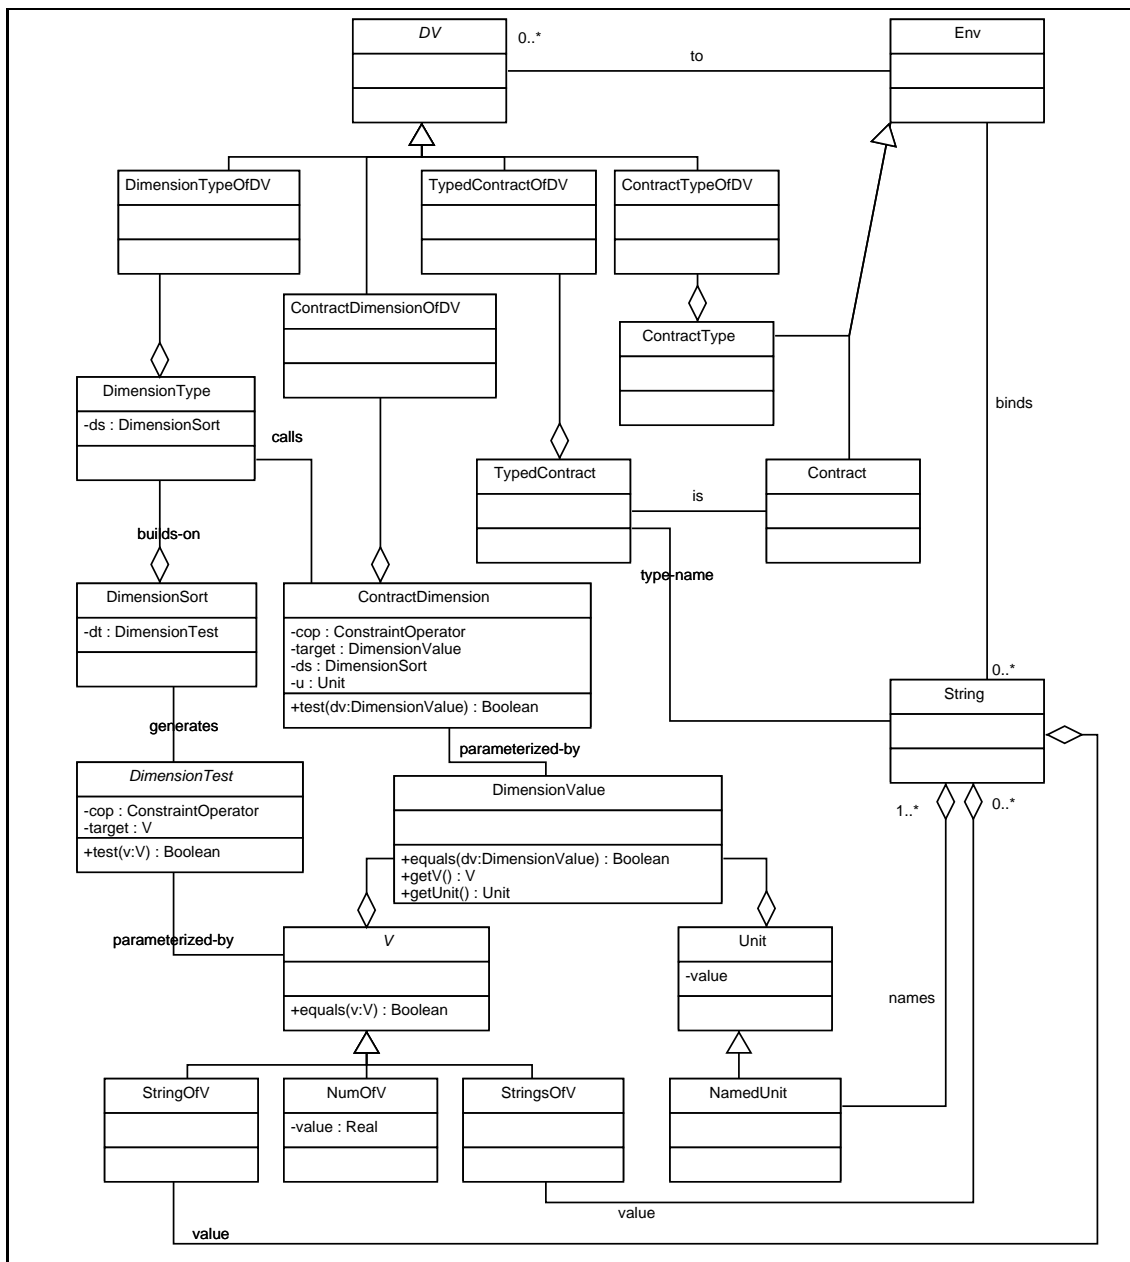 DV
0..*
Env
to
DimensionTypeOfDV
TypedContractOfDV
ContractTypeOfDV
ContractDimensionOfDV
ContractType
DimensionType
-ds : DimensionSort
binds
calls
TypedContract
is
Contract
builds-on
type-name
DimensionSort
-dt : DimensionTest
ContractDimension
-cop : ConstraintOperator
-target : DimensionValue
-ds : DimensionSort
-u : Unit
+test(dv:DimensionValue) : Boolean
0..*
String
generates
parameterized-by
DimensionTest
-cop : ConstraintOperator
-target : V
+test(v:V) : Boolean
DimensionValue
+equals(dv:DimensionValue) : Boolean
+getV() : V
+getUnit() : Unit
1..*
0..*
parameterized-by
V
+equals(v:V) : Boolean
Unit
-value
names
StringOfV
NumOfV
-value : Real
StringsOfV
NamedUnit
value
value